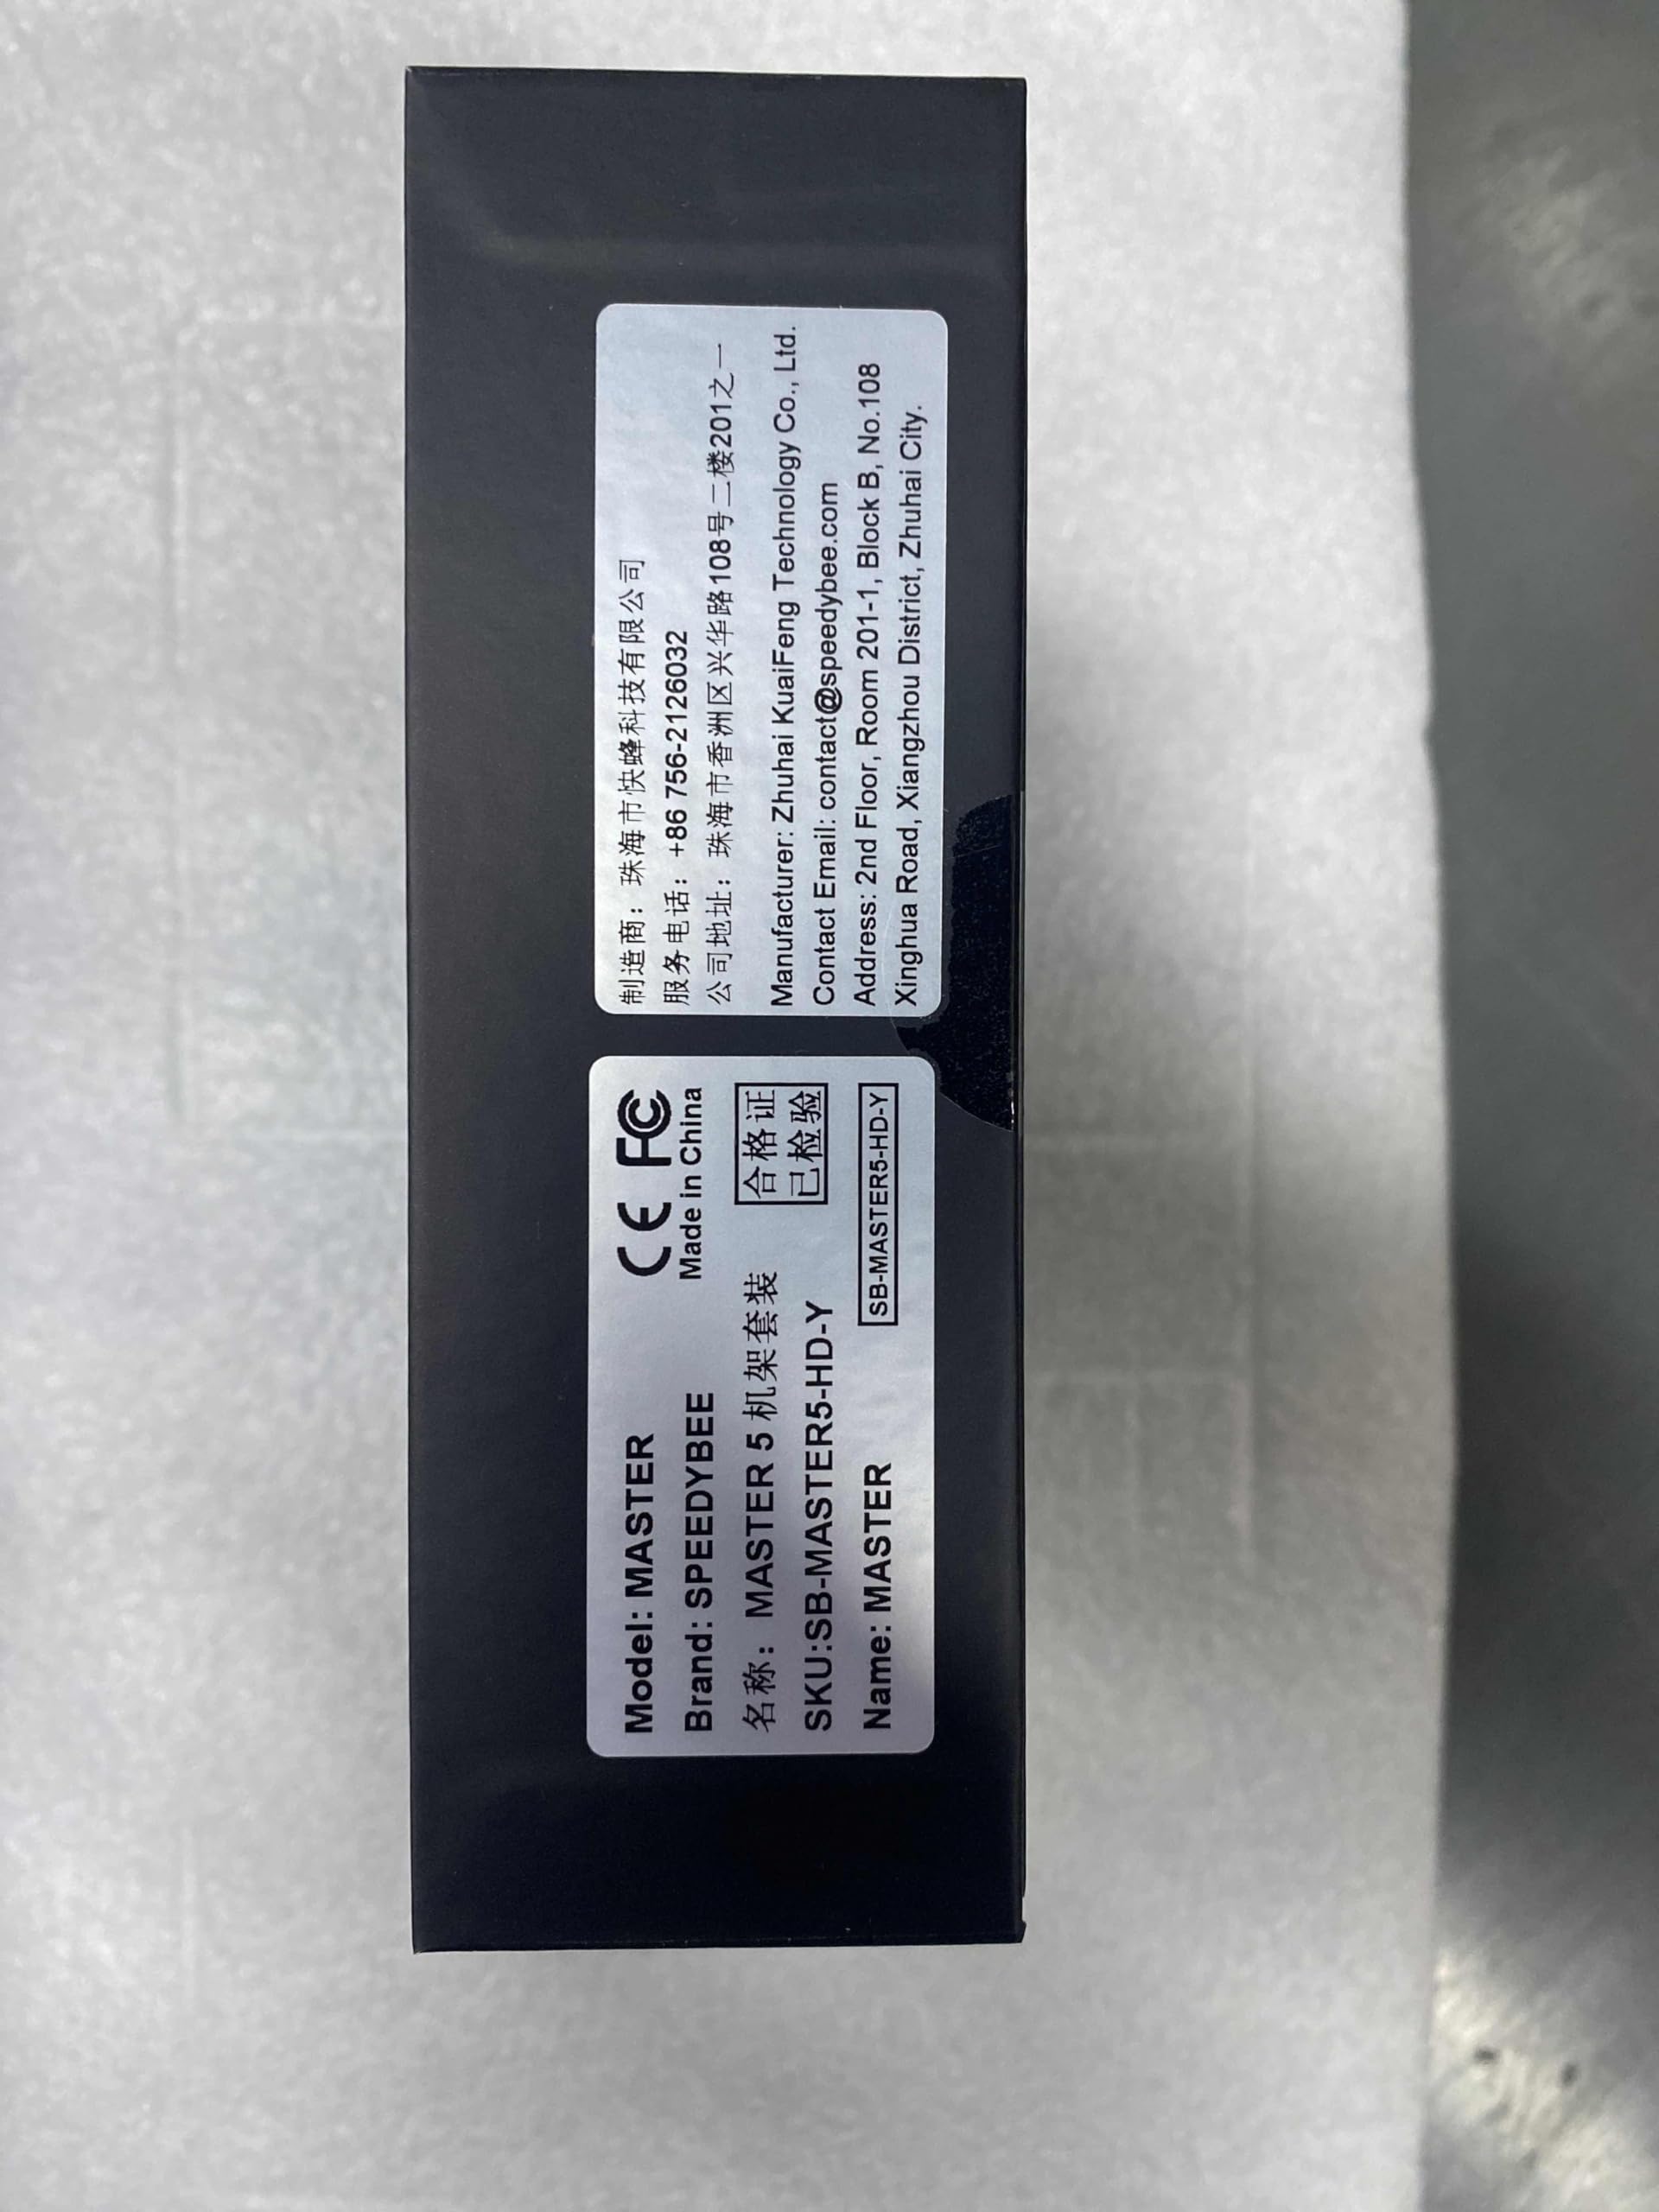 Model: MASTER
CE FC
Made in China
Brand: SPEEDYBEE
名称：MASTER 5 机架套装
合格证
已检验
SKU:SB-MASTER5-HD-Y
Name: MASTER
SB-MASTER5-HD-Y
制造商：珠海市快蜂科技有限公司
服务电话：+86 756-2126032
公司地址：珠海市香洲区兴华路108号二楼201之一
Manufacturer: Zhuhai KuaiFeng Technology Co., Ltd.
Contact Email: contact@speedybee.com
Address: 2nd Floor, Room 201-1, Block B, No.108
Xinghua Road, Xiangzhou District, Zhuhai City.